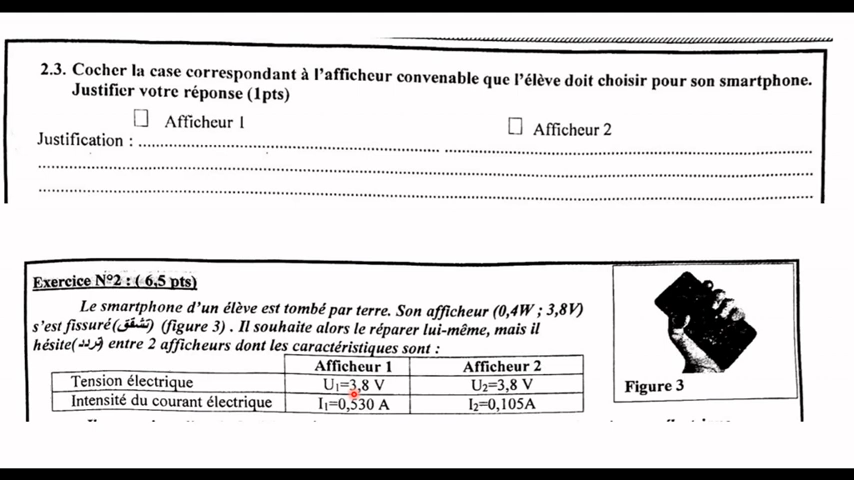 2.3. Cocher la case correspondant à l'afficheur convenable que l'élève doit choisir pour son smartphone.
Justifier votre réponse (1pts)
Afficheur 1
Afficheur 2
Justification :
Exercice N°2 : ( 6,5 pts)
Le smartphone d'un élève est tombé par terre. Son afficheur (0,4W ; 3,8V)
s'est fissuré(تشقق) (figure 3) . Il souhaite alors le réparer lui-même, mais il
hésite(تردد) entre 2 afficheurs dont les caractéristiques sont :
Afficheur 1 Afficheur 2
Tension électrique U₁=3,8 V U₂=3,8 V
Intensité du courant électrique I₁=0,530 A I₂=0,105A
Figure 3